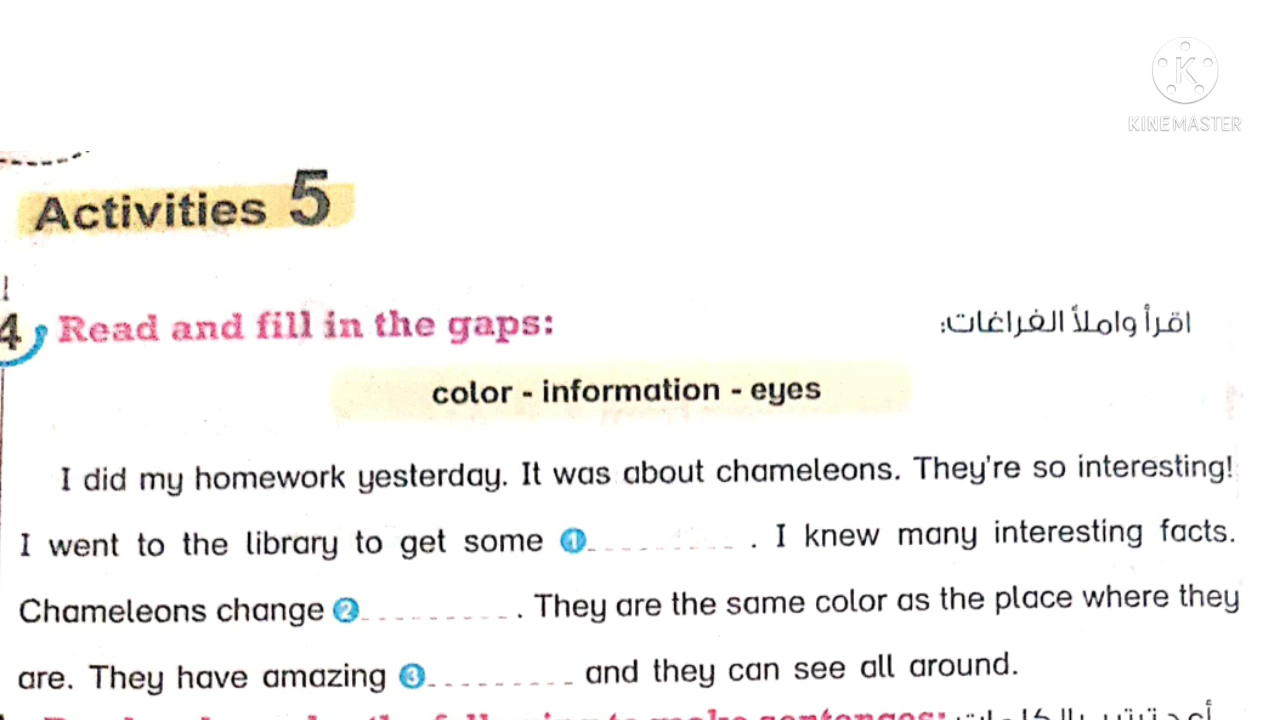 K
KINEMASTER
Activities 5
4 Read and fill in the gaps:
اقرأ واملأ الفراغات:
color - information - eyes
I did my homework yesterday. It was about chameleons. They're so interesting!
I went to the library to get some 1 _ _ _ _ _ _ _ _ . I knew many interesting facts.
Chameleons change 2 _ _ _ _ _ _ _ _ . They are the same color as the place where they
are. They have amazing 3 _ _ _ _ _ _ _ _ and they can see all around.